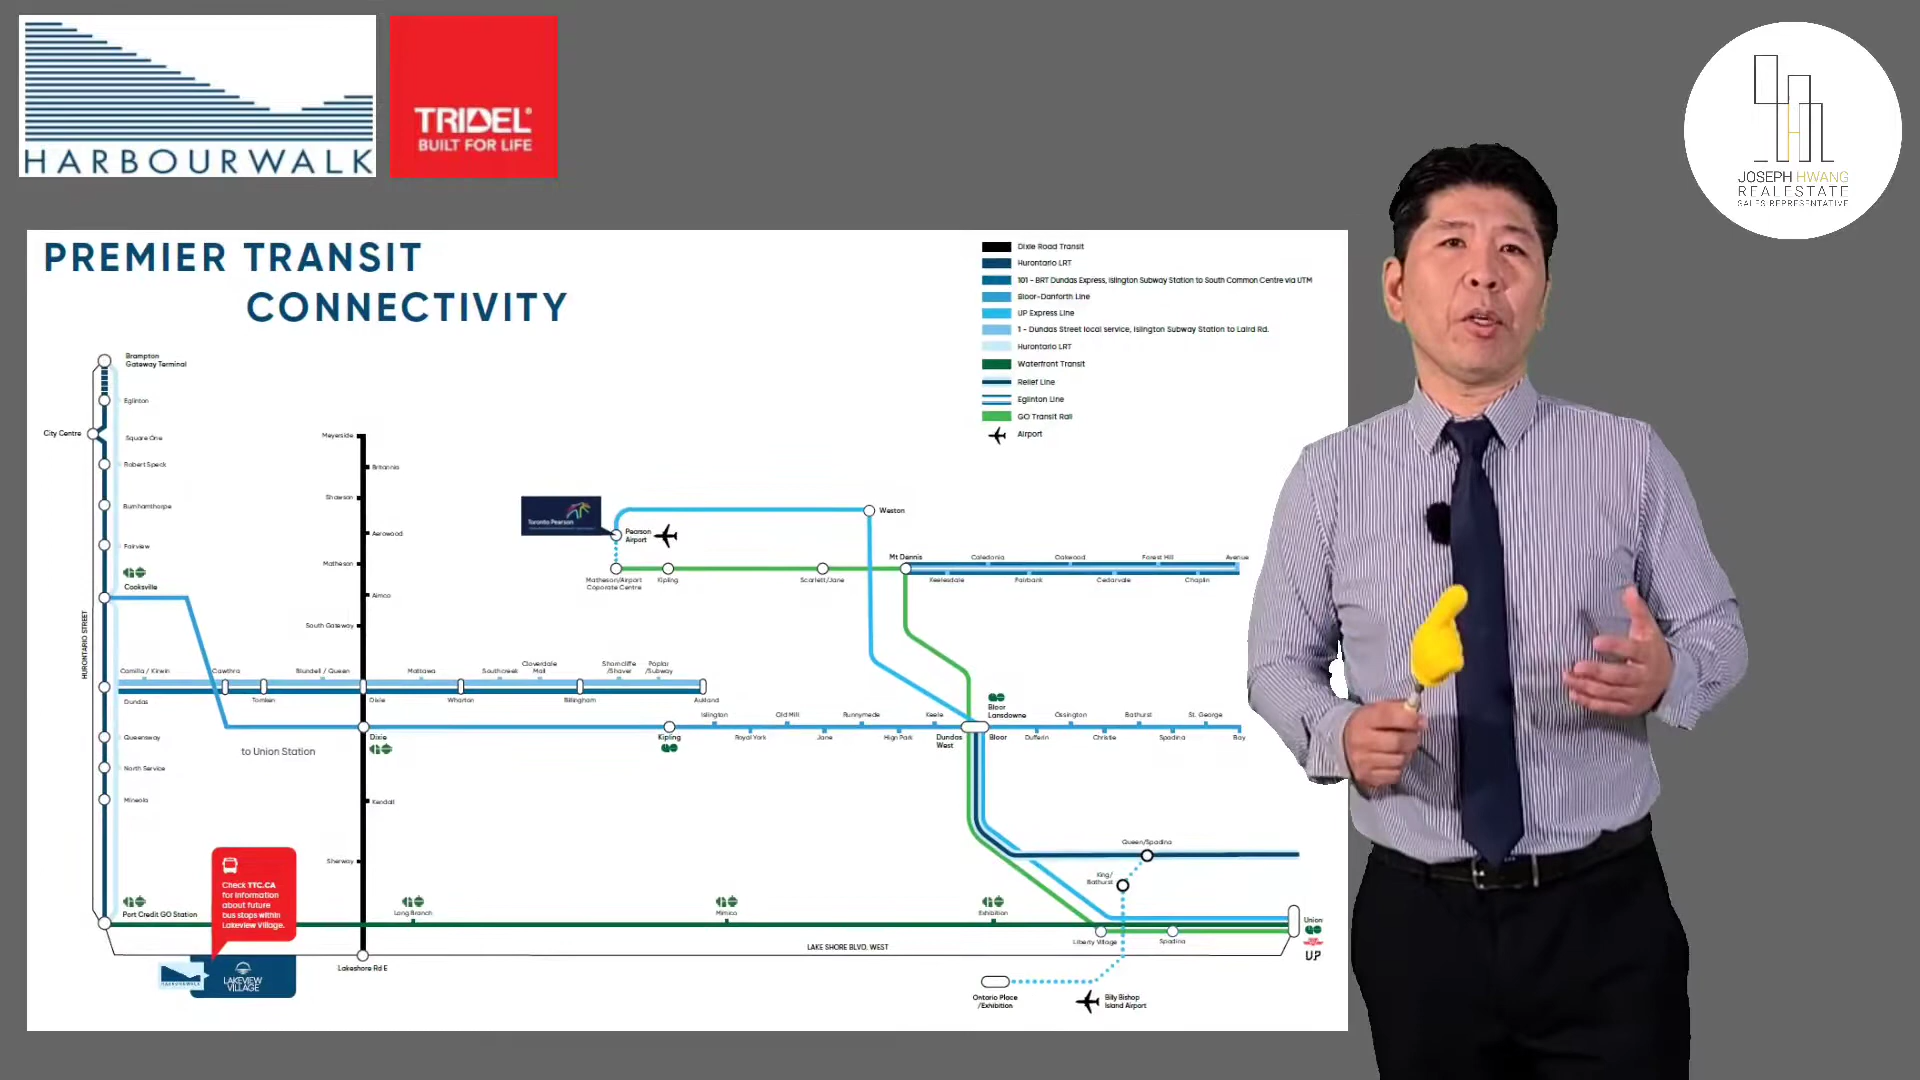 HARBOURWALK
TRIDEL®
BUILT FOR LIFE
JOSEPH HWANG
REALESTATE
SALES REPRESENTATIVE
PREMIER TRANSIT
CONNECTIVITY
Dixie Road Transit
Hurontario LRT
101 - BRT Dundas Express, Islington Subway Station to South Common Centre via UTM
Bloor-Danforth Line
UP Express Line
1 - Dundas Street local service, Islington Subway Station to Laird Rd.
Hurontario LRT
Waterfront Transit
Relief Line
Eglinton Line
GO Transit Rail
Airport
Brampton
Gateway Terminal
Eglinton
City Centre
Square One
Robert Speck
Burnhamthorpe
Fairview
Cooksville
HURONTARIO STREET
Dundas
Queensway
North Service
Mineola
Port Credit GO Station
Meyerside
Britannia
Shawson
Aerowood
Matheson
Aimco
South Gateway
Camilla / Kirwin
Cawthra
Blundell / Queen
Mattawa
Southcreek
Cloverdale
Mall
Shorncliffe
/Shaver
Poplar
/Subway
Tomken
Dixie
Wharton
Billingham
Aukland
to Union Station
Dixie
Kendall
Sherway
Lakeshore Rd E
Toronto Pearson
Pearson
Airport
Weston
Matheson/Airport
Coporate Centre
Kipling
Scarlett/Jane
Mt Dennis
Caledonia
Oakwood
Forest Hill
Avenue
Keelesdale
Fairbank
Cedarvale
Chaplin
Kipling
Islington
Old Mill
Runnymede
Keele
Royal York
Jane
High Park
Dundas
West
Bloor
Lansdowne
Bloor
Ossington
Bathurst
St. George
Dufferin
Christie
Spadina
Bay
Queen/Spadina
King/
Bathurst
Check TTC.CA
for information
about future
bus stops within
Lakeview Village.
Long Branch
Mimico
Exhibition
Liberty Village
Spadina
Union
UP
LAKE SHORE BLVD. WEST
HARBOURWALK
LAKEVIEW
VILLAGE
Ontario Place
/Exhibition
Billy Bishop
Island Airport